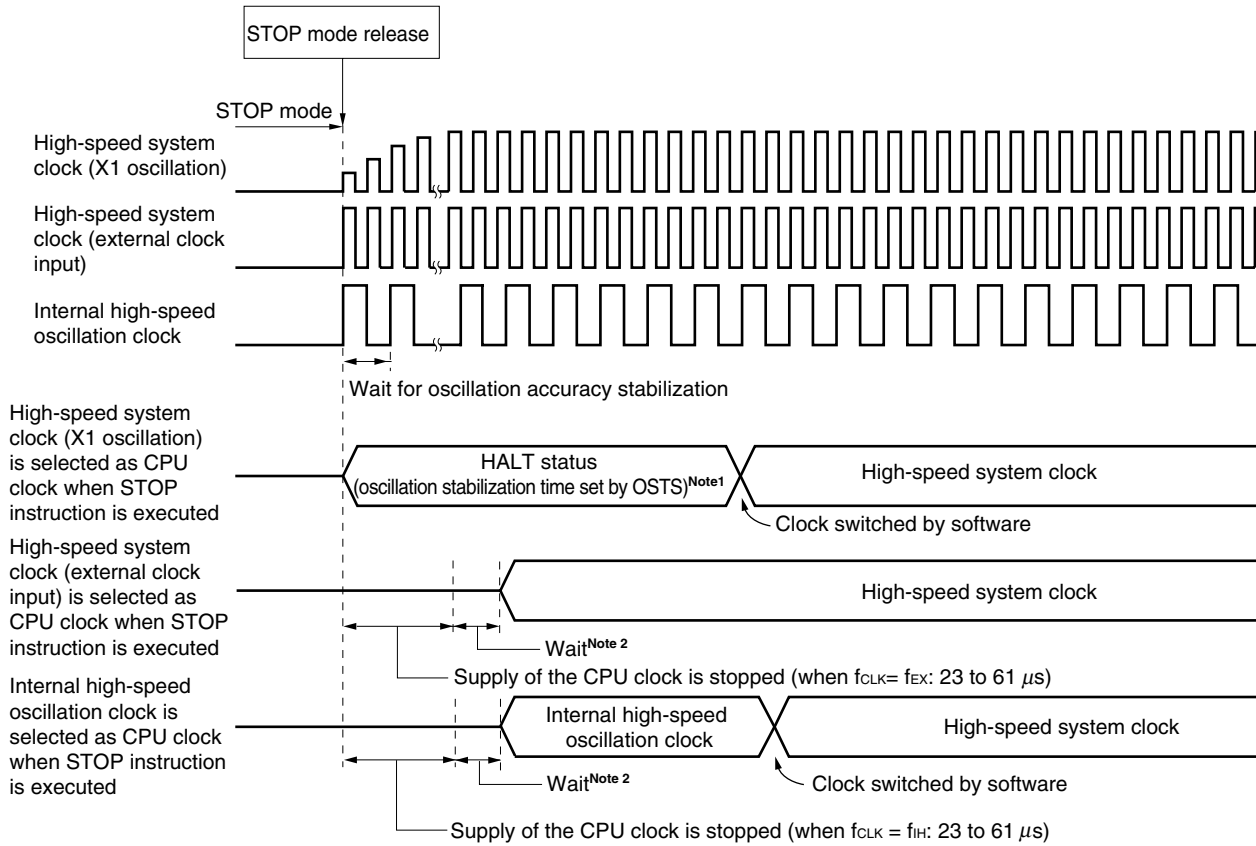 STOP mode release
STOP mode
High-speed system
clock (X1 oscillation)
High-speed system
clock (external clock
input)
Internal high-speed
oscillation clock
Wait for oscillation accuracy stabilization
High-speed system
clock (X1 oscillation)
is selected as CPU
clock when STOP
instruction is executed
HALT status
(oscillation stabilization time set by OSTS)Note1
High-speed system clock
Clock switched by software
High-speed system
clock (external clock
input) is selected as
CPU clock when STOP
instruction is executed
High-speed system clock
Wait Note 2
Supply of the CPU clock is stopped (when fCLK= fEX: 23 to 61 μs)
Internal high-speed
oscillation clock is
selected as CPU clock
when STOP instruction
is executed
Internal high-speed
oscillation clock
High-speed system clock
Wait Note 2
Clock switched by software
Supply of the CPU clock is stopped (when fCLK = fIH: 23 to 61 μs)